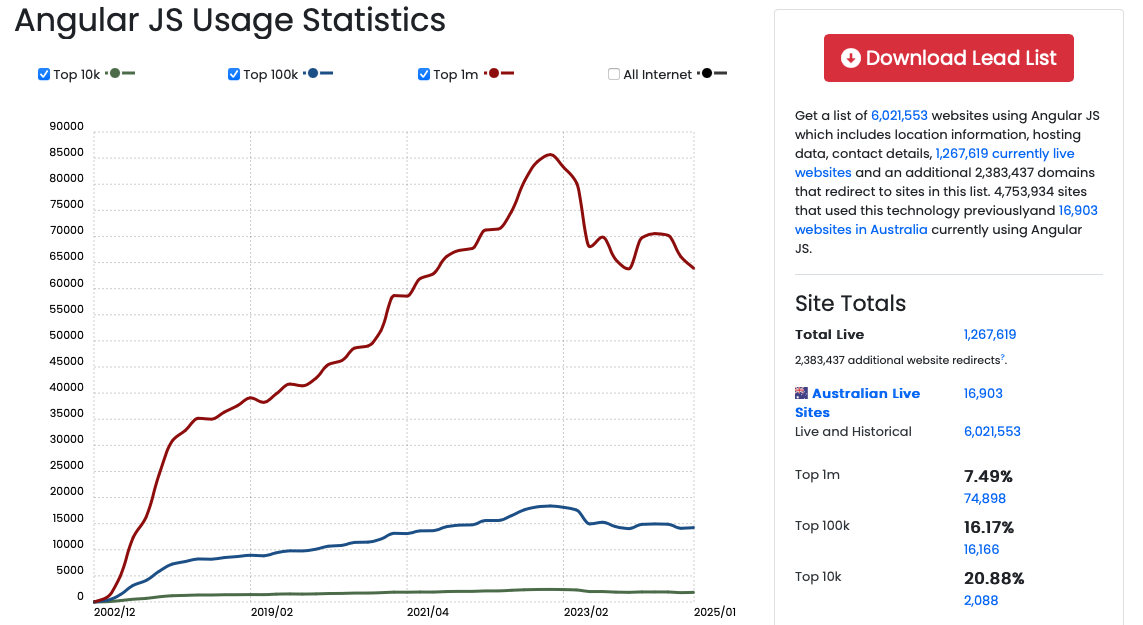 Angular JS Usage Statistics
Top 10k
Top 100k
Top 1m
All Internet
90000
85000
80000
75000
70000
65000
60000
55000
50000
45000
40000
35000
30000
25000
20000
15000
10000
5000
0
2002/12
2019/02
2021/04
2023/02
2025/01
Download Lead List
Get a list of 6,021,553 websites using Angular JS
which includes location information, hosting
data, contact details, 1,267,619 currently live
websites and an additional 2,383,437 domains
that redirect to sites in this list. 4,753,934 sites
that used this technology previouslyand 16,903
websites in Australia currently using Angular
JS.
Site Totals
Total Live 1,267,619
2,383,437 additional website redirects?.
Australian Live 16,903
Sites
Live and Historical 6,021,553
Top 1m 7.49%
74,898
Top 100k 16.17%
16,166
Top 10k 20.88%
2,088